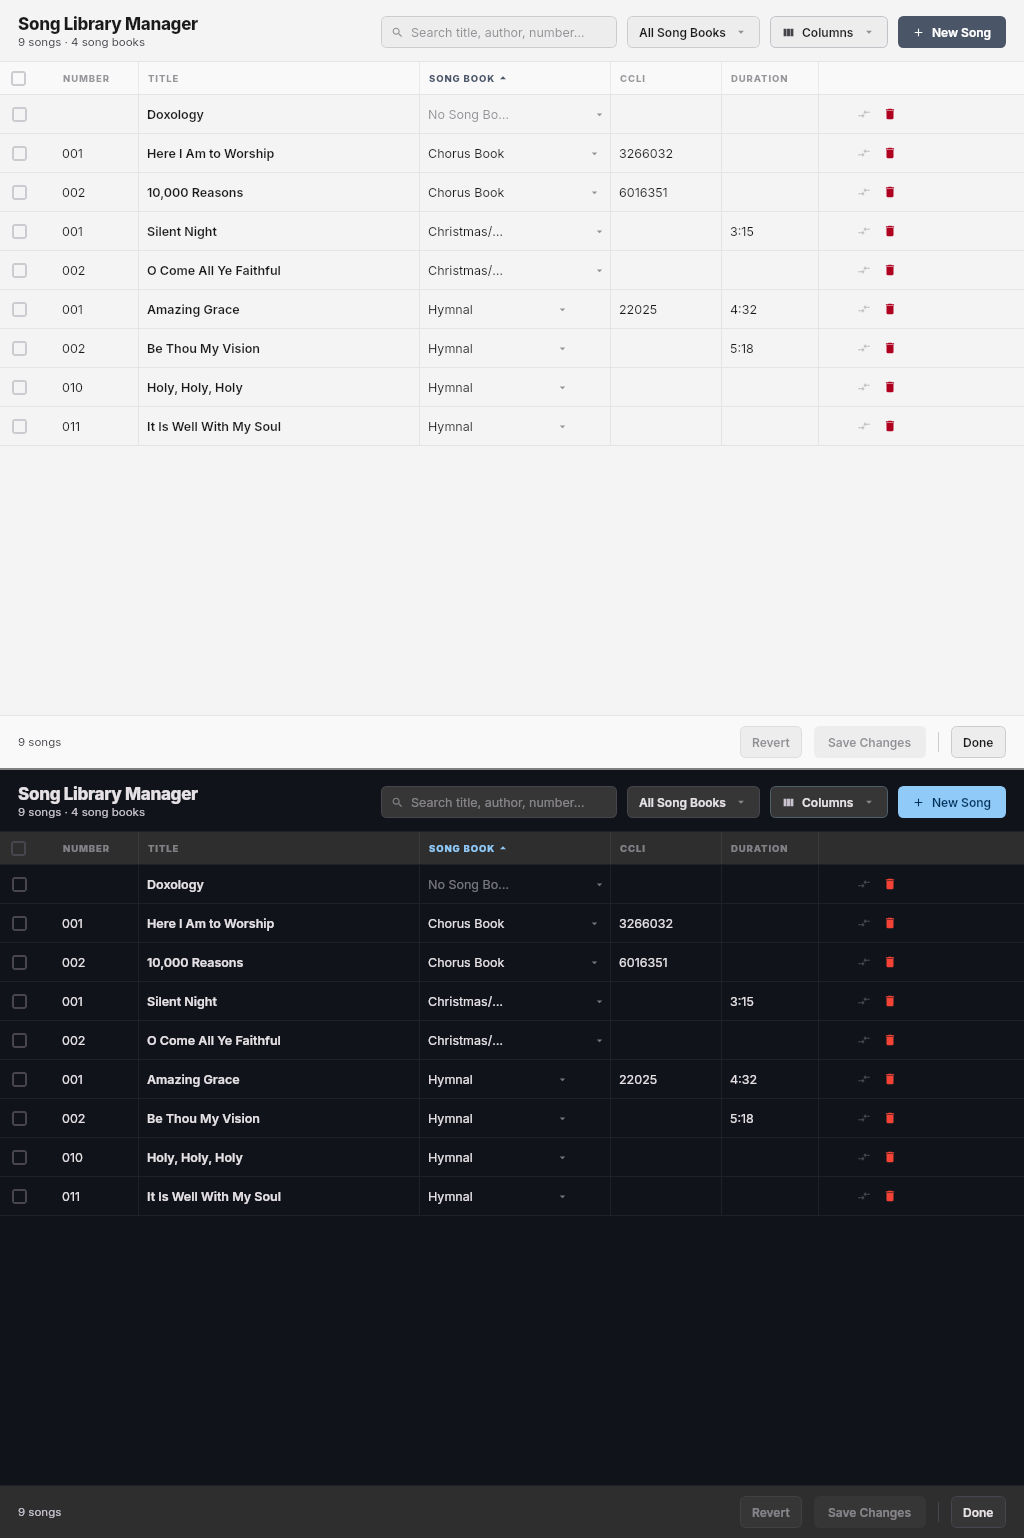 Song Library Manager
9 songs · 4 song books
Search title, author, number...
All Song Books
Columns
+ New Song
NUMBER TITLE SONG BOOK CCLI DURATION
Doxology No Song Bo...
001 Here I Am to Worship Chorus Book 3266032
002 10,000 Reasons Chorus Book 6016351
001 Silent Night Christmas/... 3:15
002 O Come All Ye Faithful Christmas/...
001 Amazing Grace Hymnal 22025 4:32
002 Be Thou My Vision Hymnal 5:18
010 Holy, Holy, Holy Hymnal
011 It Is Well With My Soul Hymnal
9 songs Revert Save Changes Done
Song Library Manager
9 songs · 4 song books
Search title, author, number...
All Song Books
Columns
+ New Song
NUMBER TITLE SONG BOOK CCLI DURATION
Doxology No Song Bo...
001 Here I Am to Worship Chorus Book 3266032
002 10,000 Reasons Chorus Book 6016351
001 Silent Night Christmas/... 3:15
002 O Come All Ye Faithful Christmas/...
001 Amazing Grace Hymnal 22025 4:32
002 Be Thou My Vision Hymnal 5:18
010 Holy, Holy, Holy Hymnal
011 It Is Well With My Soul Hymnal
9 songs Revert Save Changes Done